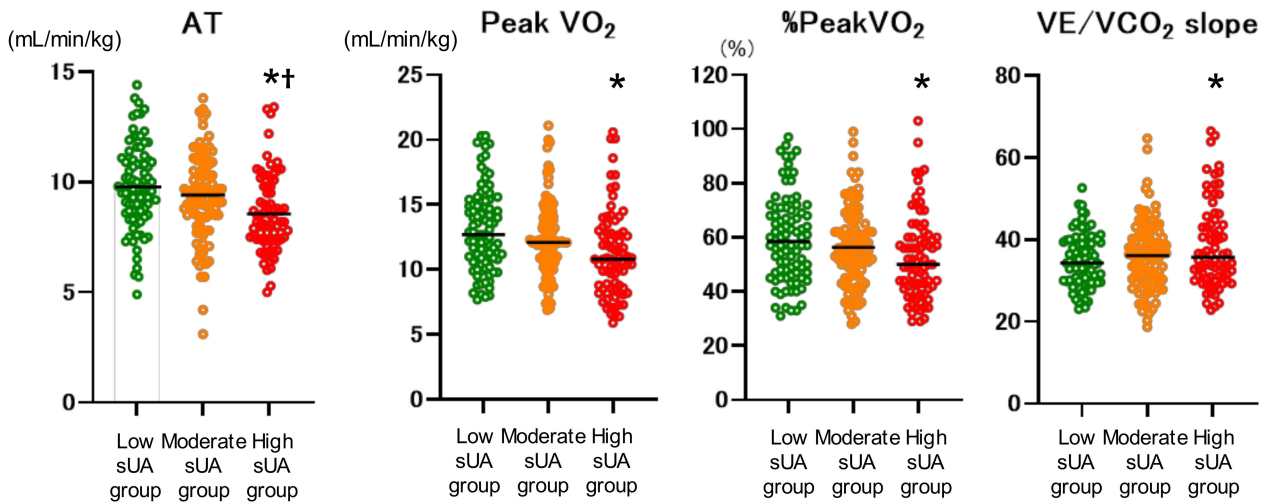 AT
(mL/min/kg)
15
10
5
0
*†
Low Moderate High
sUA sUA sUA
group group group
Peak VO₂
(mL/min/kg)
25
20
15
10
5
0
*
Low Moderate High
sUA sUA sUA
group group group
%PeakVO₂
(%)
120
100
80
60
40
20
0
*
Low Moderate High
sUA sUA sUA
group group group
VE/VCO₂ slope
80
60
40
20
0
*
Low Moderate High
sUA sUA sUA
group group group